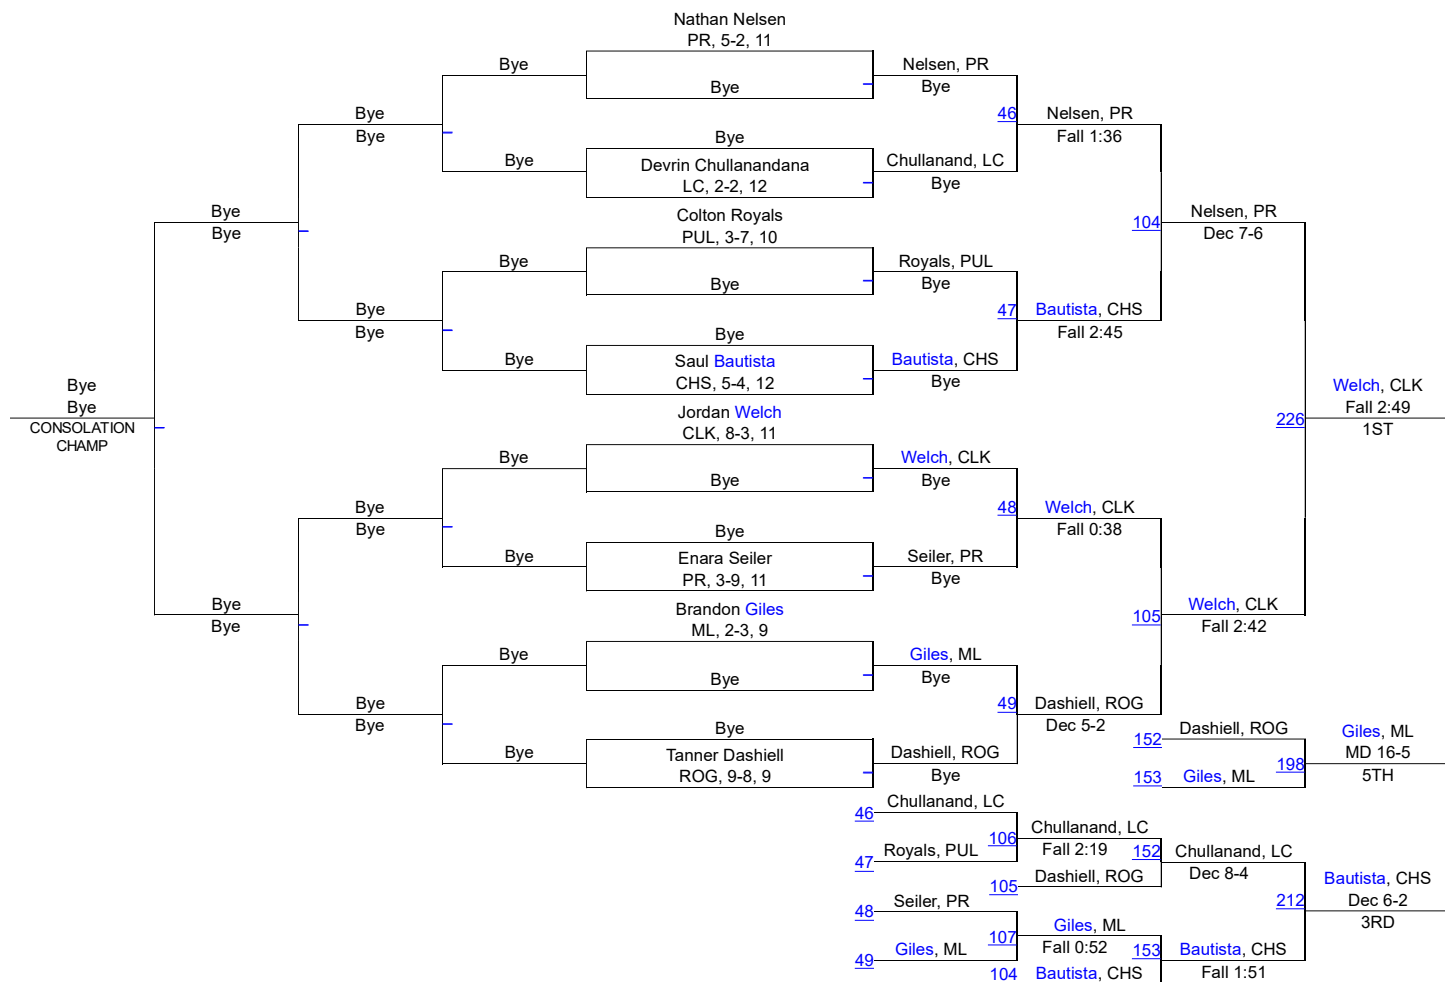 Nathan Nelsen
PR, 5-2, 11
Bye
Nelsen, PR
Bye
Bye
Bye
46
Nelsen, PR
Bye
Bye
Fall 1:36
Bye
Devrin Chullanandana
LC, 2-2, 12
Chullanand, LC
Bye
Bye
Bye
Colton Royals
PUL, 3-7, 10
104
Nelsen, PR
Dec 7-6
Bye
Royals, PUL
Bye
Bye
Bye
Bye
47
Bautista, CHS
Fall 2:45
Bye
Bye
Saul Bautista
CHS, 5-4, 12
Bautista, CHS
Bye
Bye
Bye
CONSOLATION
CHAMP
Jordan Welch
CLK, 8-3, 11
226
Welch, CLK
Fall 2:49
1ST
Bye
Welch, CLK
Bye
Bye
Bye
Bye
48
Welch, CLK
Fall 0:38
Bye
Bye
Enara Seiler
PR, 3-9, 11
Seiler, PR
Bye
Bye
Bye
Brandon Giles
ML, 2-3, 9
105
Welch, CLK
Fall 2:42
Bye
Giles, ML
Bye
Bye
Bye
Bye
49
Dashiell, ROG
Dec 5-2
Bye
Bye
Tanner Dashiell
ROG, 9-8, 9
Dashiell, ROG
Bye
152
Dashiell, ROG
153
Giles, ML
198
Giles, ML
MD 16-5
5TH
46
Chullanand, LC
47
Royals, PUL
106
Chullanand, LC
Fall 2:19
105
Dashiell, ROG
152
Chullanand, LC
Dec 8-4
48
Seiler, PR
49
Giles, ML
107
Giles, ML
Fall 0:52
104
Bautista, CHS
153
Bautista, CHS
Fall 1:51
212
Bautista, CHS
Dec 6-2
3RD